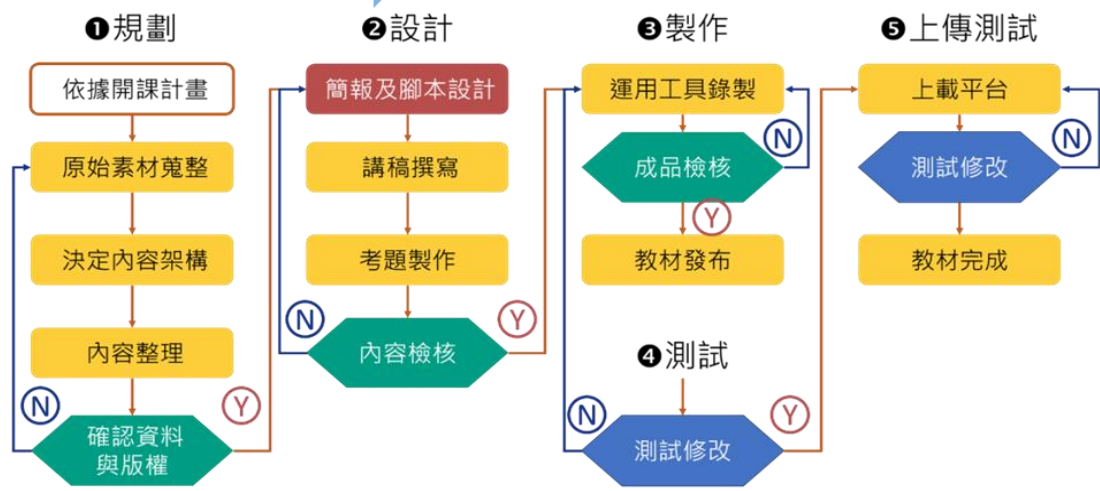 ❶規劃
依據開課計畫
原始素材蒐整
決定內容架構
內容整理
N
Y
確認資料
與版權
❷設計
簡報及腳本設計
講稿撰寫
考題製作
N
Y
內容檢核
❸製作
運用工具錄製
N
成品檢核
Y
教材發布
❹測試
N
Y
測試修改
❺上傳測試
上載平台
N
測試修改
教材完成